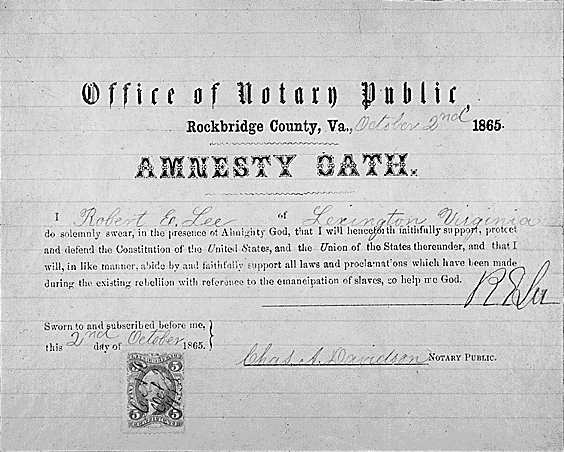 Office of Notary Public,
Rockbridge County, Va., October 2nd 1865.
AMNESTY OATH.
I Robert E. Lee of Lexington Virginia
do solemnly swear, in the presence of Almighty God, that I will henceforth faithfully support, protect
and defend the Constitution of the United States, and the Union of the States thereunder, and that I
will, in like manner, abide by and faithfully support all laws and proclamations which have been made
during the existing rebellion with reference to the emancipation of slaves, so help me God.
R E Lee
Sworn to and subscribed before me,
this 2nd day of October 1865.
Chas. A. Davidson NOTARY PUBLIC.
5 5
CERTIFICATE